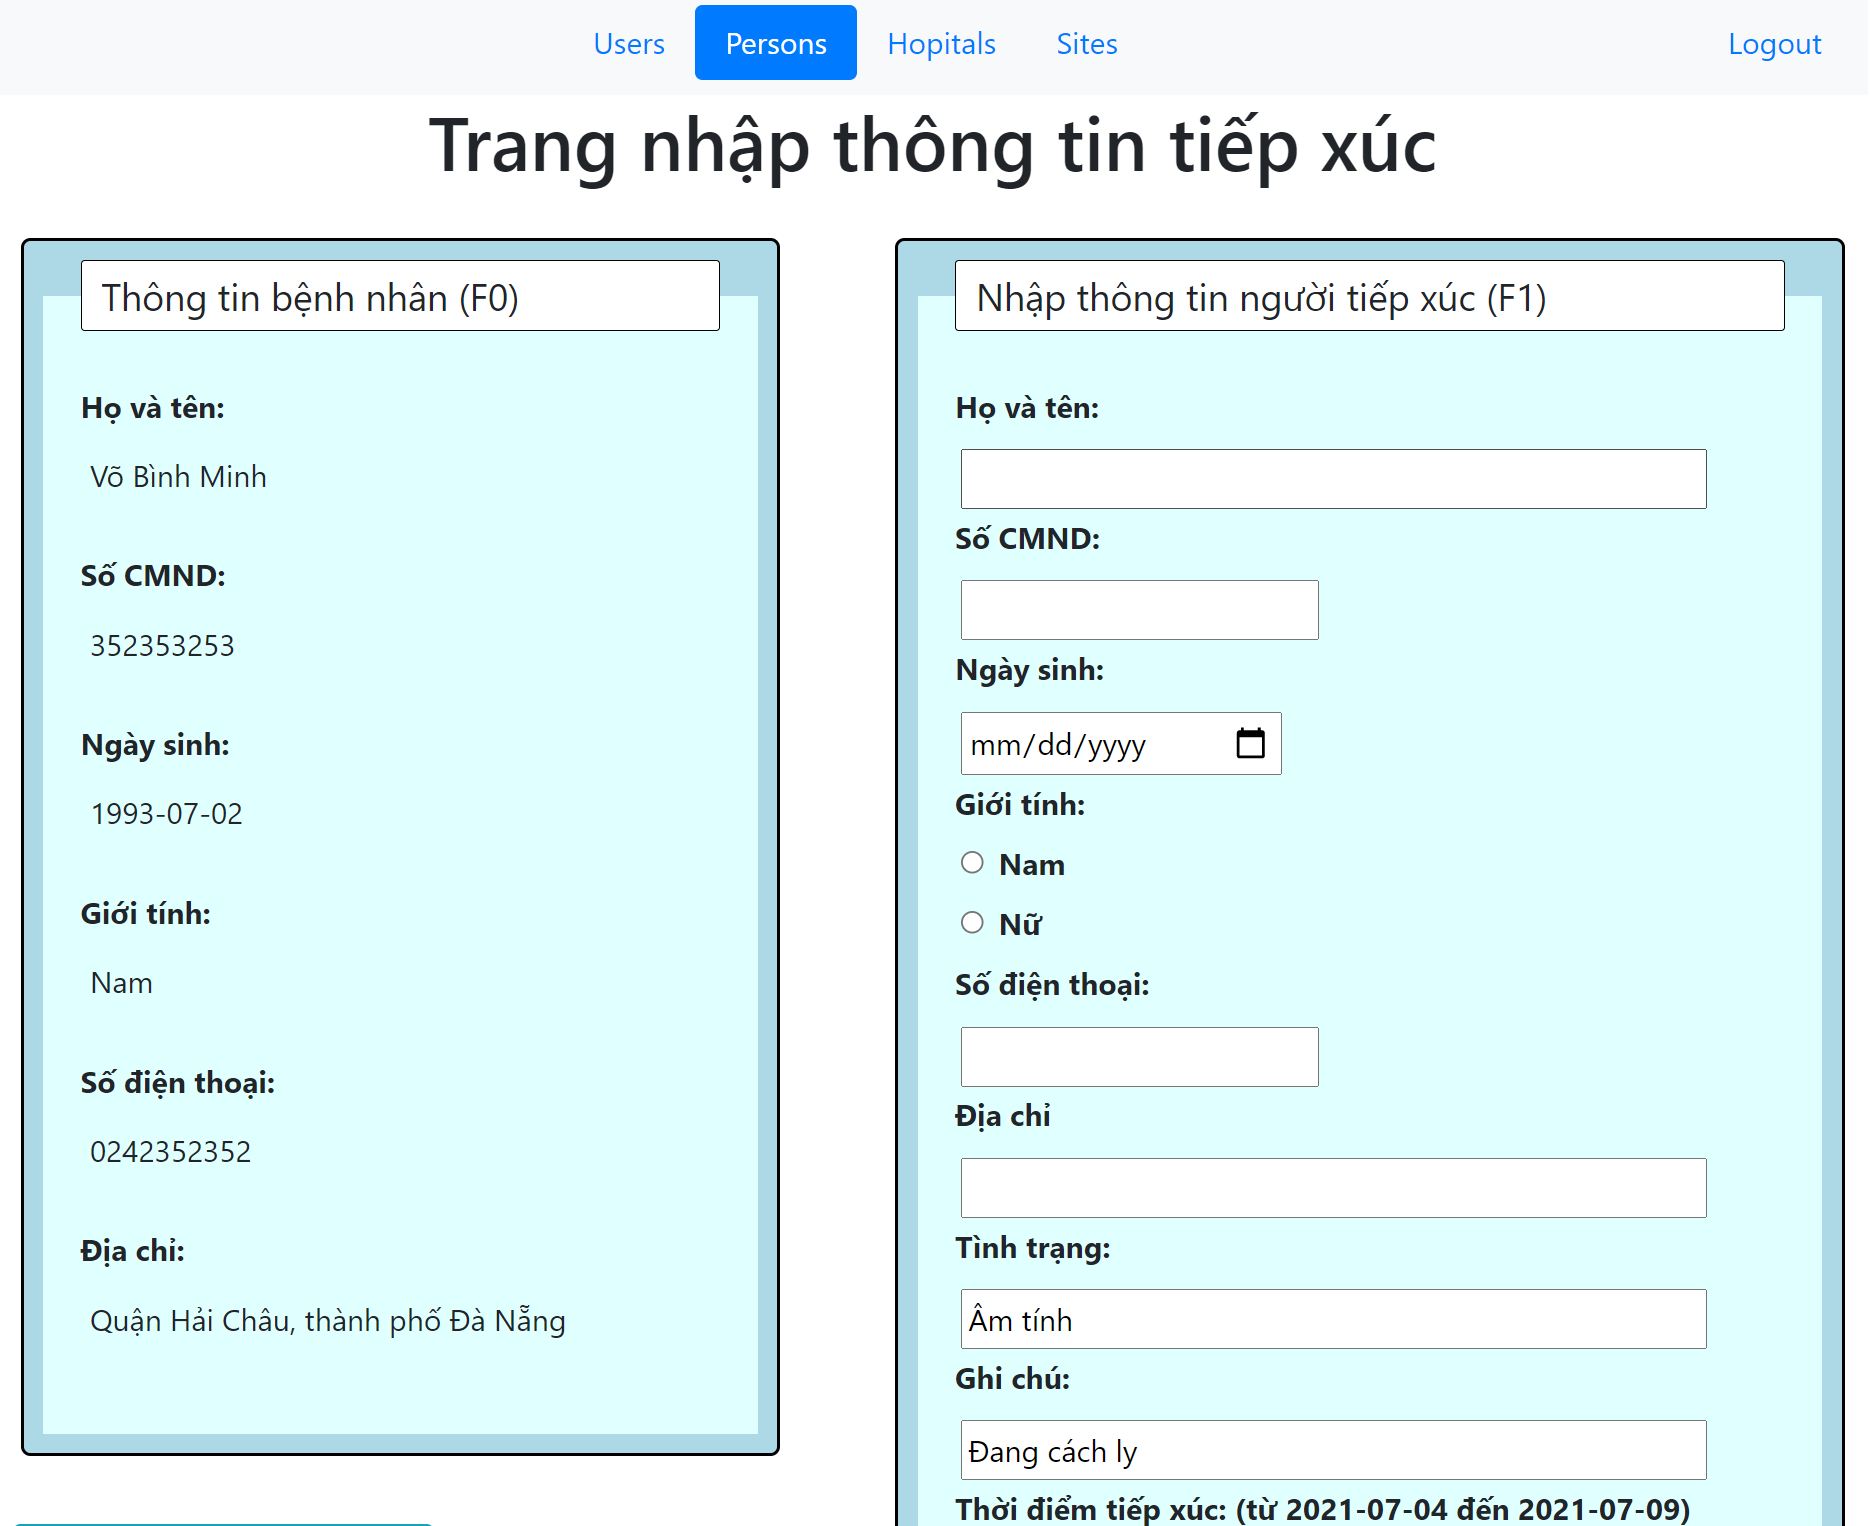 Users Persons Hopitals Sites Logout
Trang nhập thông tin tiếp xúc
Thông tin bệnh nhân (F0)
Họ và tên:
Võ Bình Minh
Số CMND:
352353253
Ngày sinh:
1993-07-02
Giới tính:
Nam
Số điện thoại:
0242352352
Địa chỉ:
Quận Hải Châu, thành phố Đà Nẵng
Nhập thông tin người tiếp xúc (F1)
Họ và tên:
Số CMND:
Ngày sinh:
mm/dd/yyyy
Giới tính:
Nam
Nữ
Số điện thoại:
Địa chỉ
Tình trạng:
Âm tính
Ghi chú:
Đang cách ly
Thời điểm tiếp xúc: (từ 2021-07-04 đến 2021-07-09)